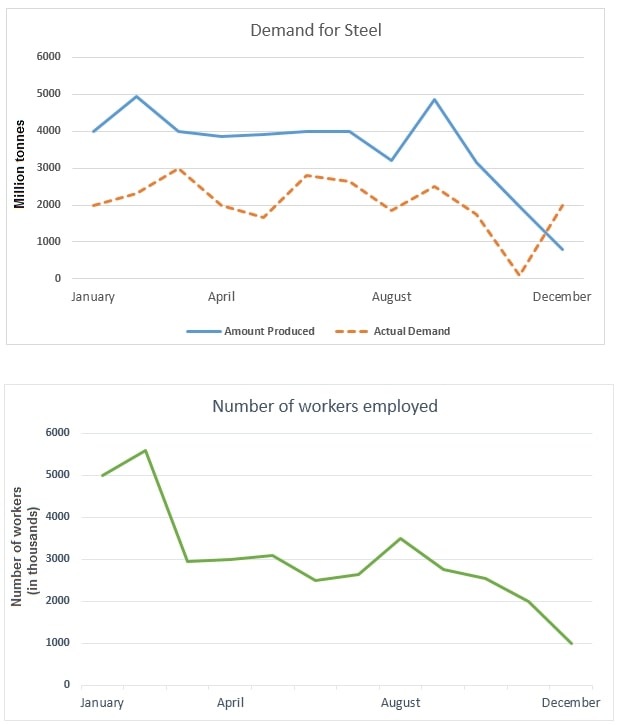 Demand for Steel
6000
5000
4000
3000
2000
1000
0
Million tonnes
January April August December
Amount Produced Actual Demand
Number of workers employed
6000
5000
4000
3000
2000
1000
0
Number of workers
(in thousands)
January April August December